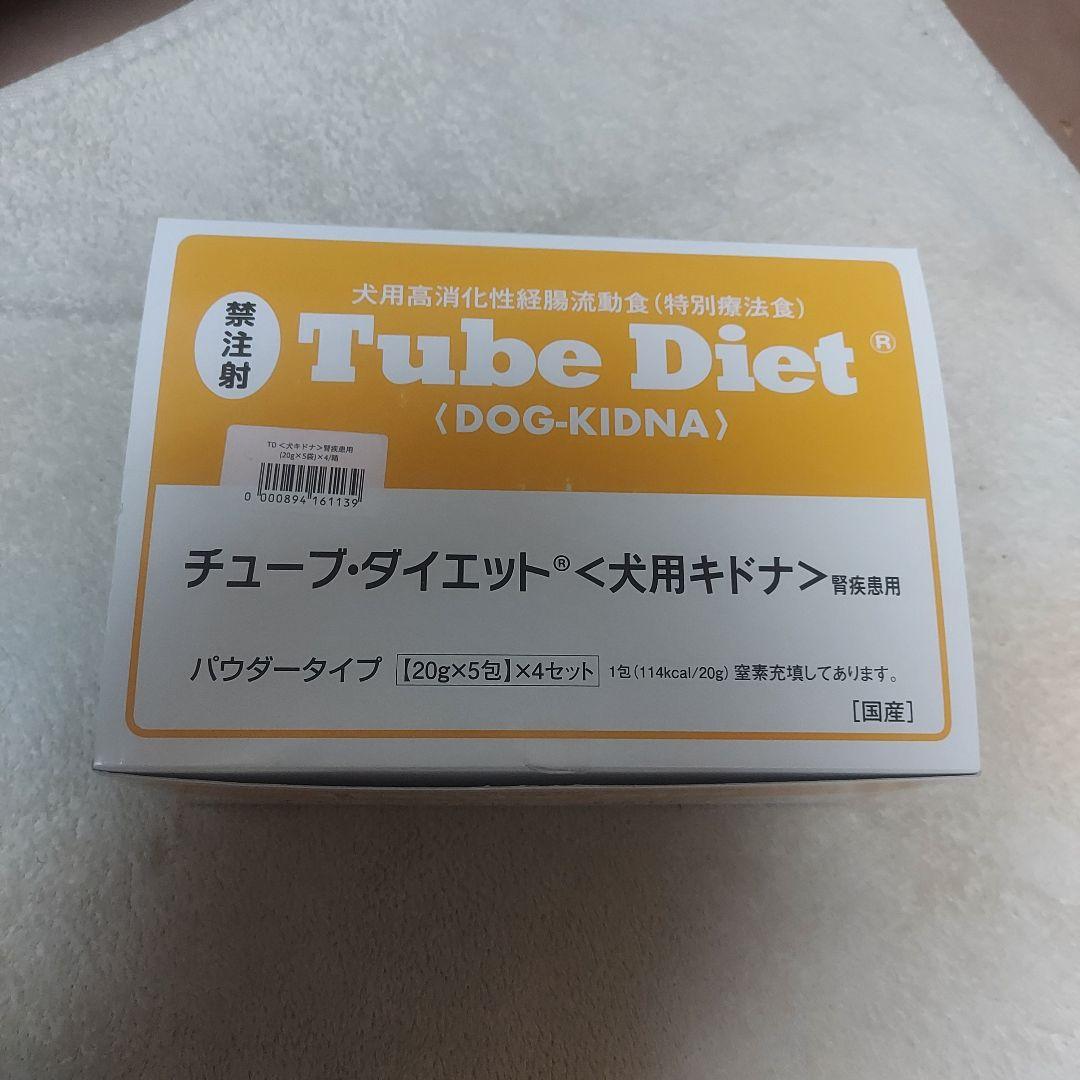 犬用高消化性経腸流動食(特別療法食)
禁注射
Tube Diet®
〈DOG-KIDNA〉
TD <犬キドナ>腎疾患用
(20g×5袋)×4/箱
0 000894 161139
チューブ・ダイエット®<犬用キドナ>腎疾患用
パウダータイプ 【20g×5包】×4セット 1包(114kcal/20g) 窒素充填してあります。
[国産]